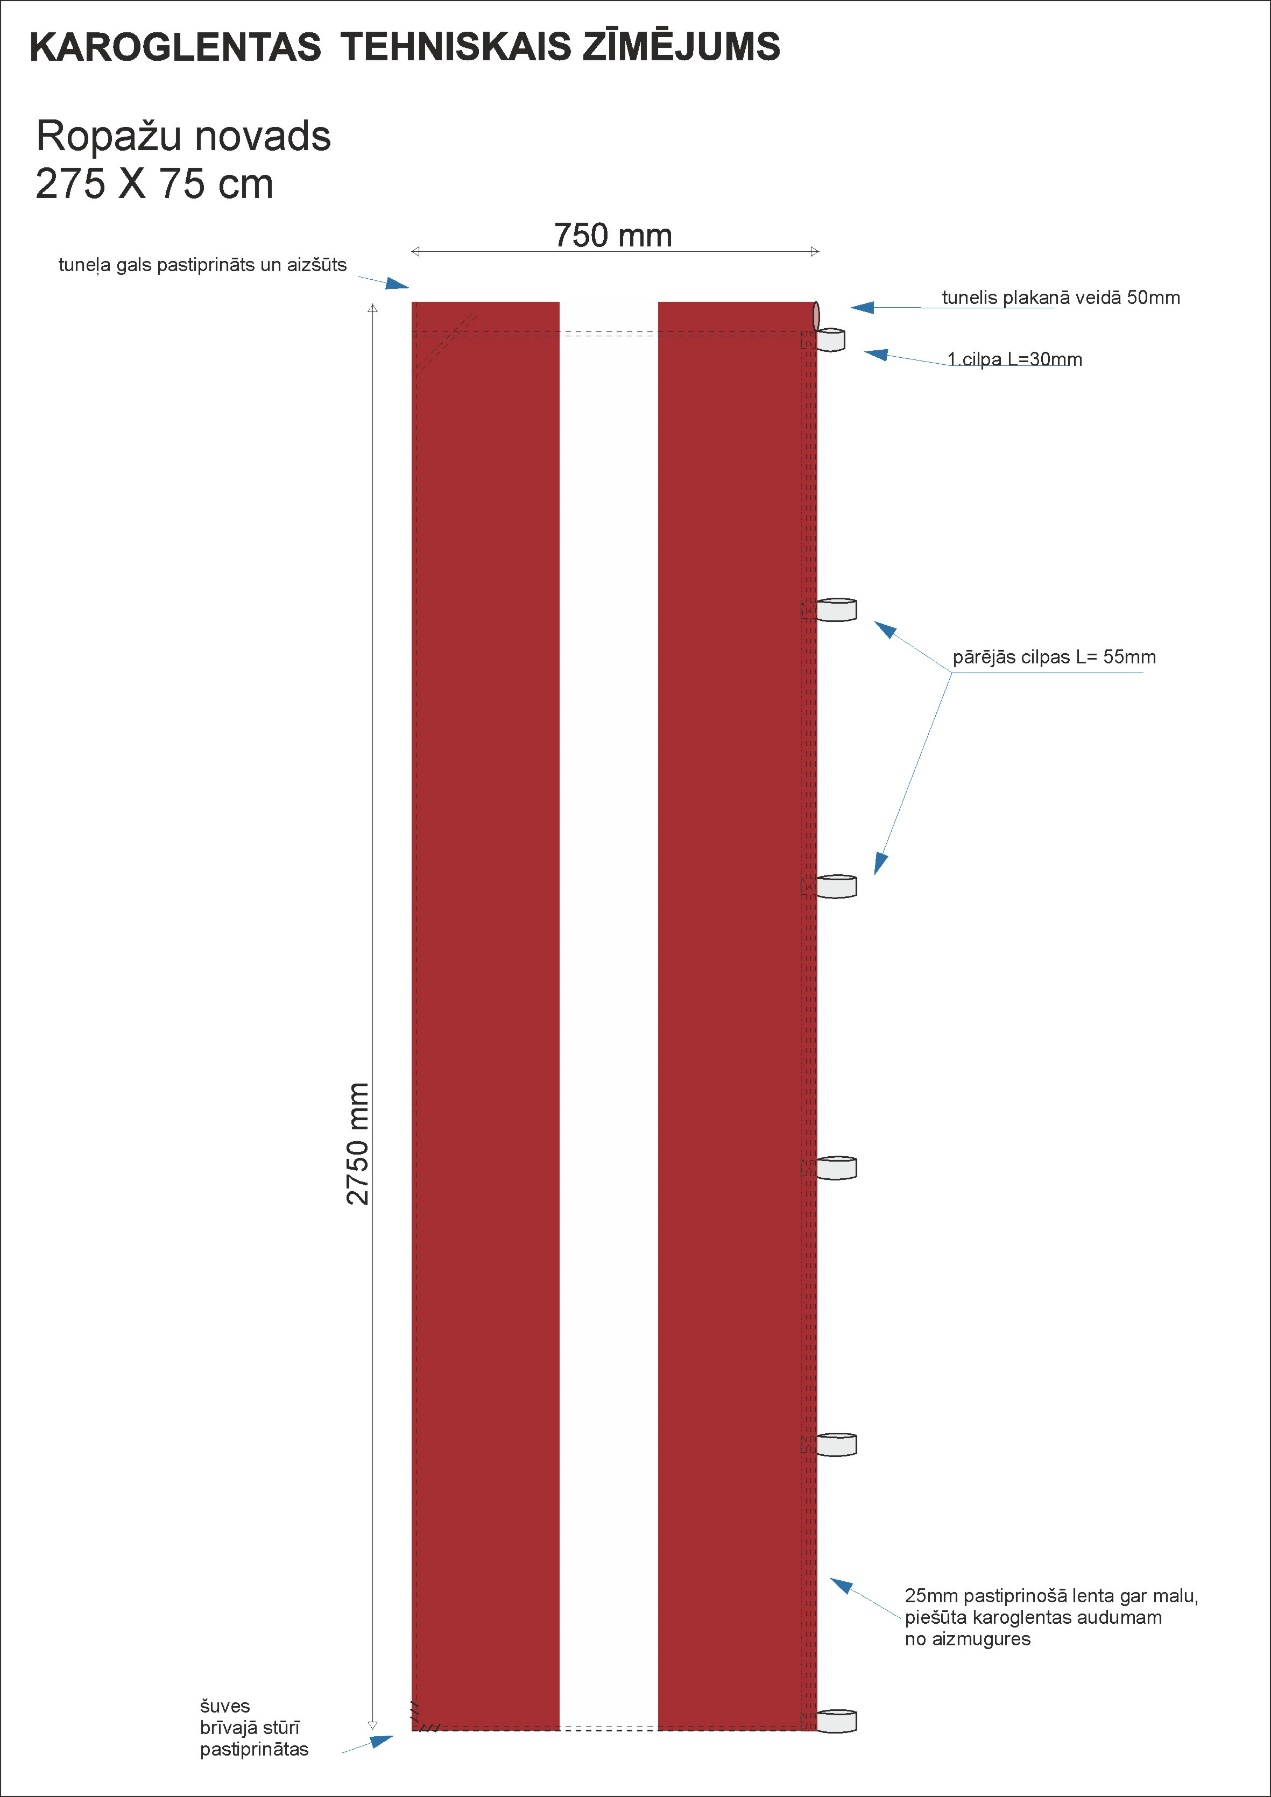 KAROGLENTAS TEHNISKAIS ZĪMĒJUMS
Ropažu novads
275 X 75 cm
750 mm
tuneļa gals pastiprināts un aizšūts
tunelis plakanā veidā 50mm
1.cilpa L=30mm
pārējās cilpas L= 55mm
2750 mm
25mm pastiprinošā lenta gar malu,
piešūta karoglentas audumam
no aizmugures
šuves
brīvajā stūrī
pastiprinātas